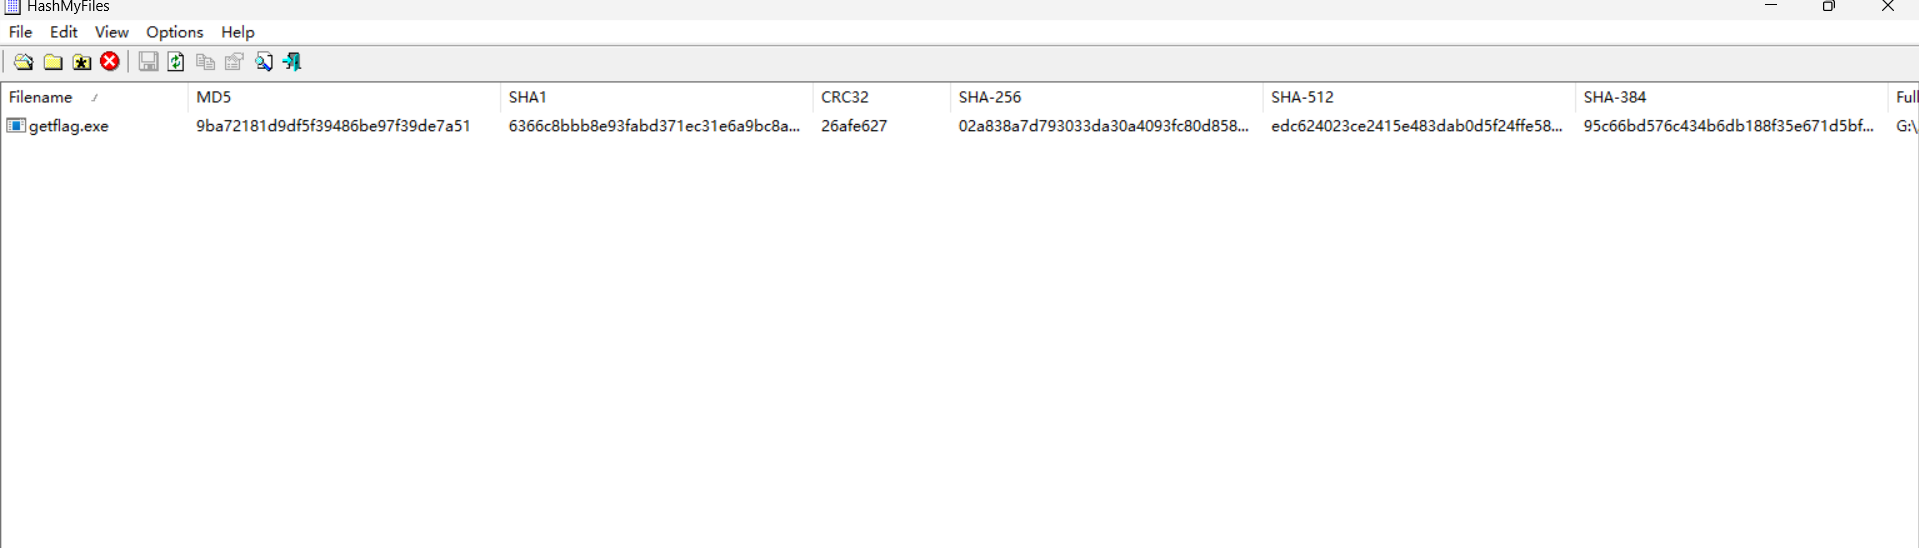 HashMyFiles
File Edit View Options Help
Filename MD5 SHA1 CRC32 SHA-256 SHA-512 SHA-384 Full
getflag.exe 9ba72181d9df5f39486be97f39de7a51 6366c8bbb8e93fabd371ec31e6a9bc8a... 26afe627 02a838a7d793033da30a4093fc80d858... edc624023ce2415e483dab0d5f24ffe58... 95c66bd576c434b6db188f35e671d5bf... G:\